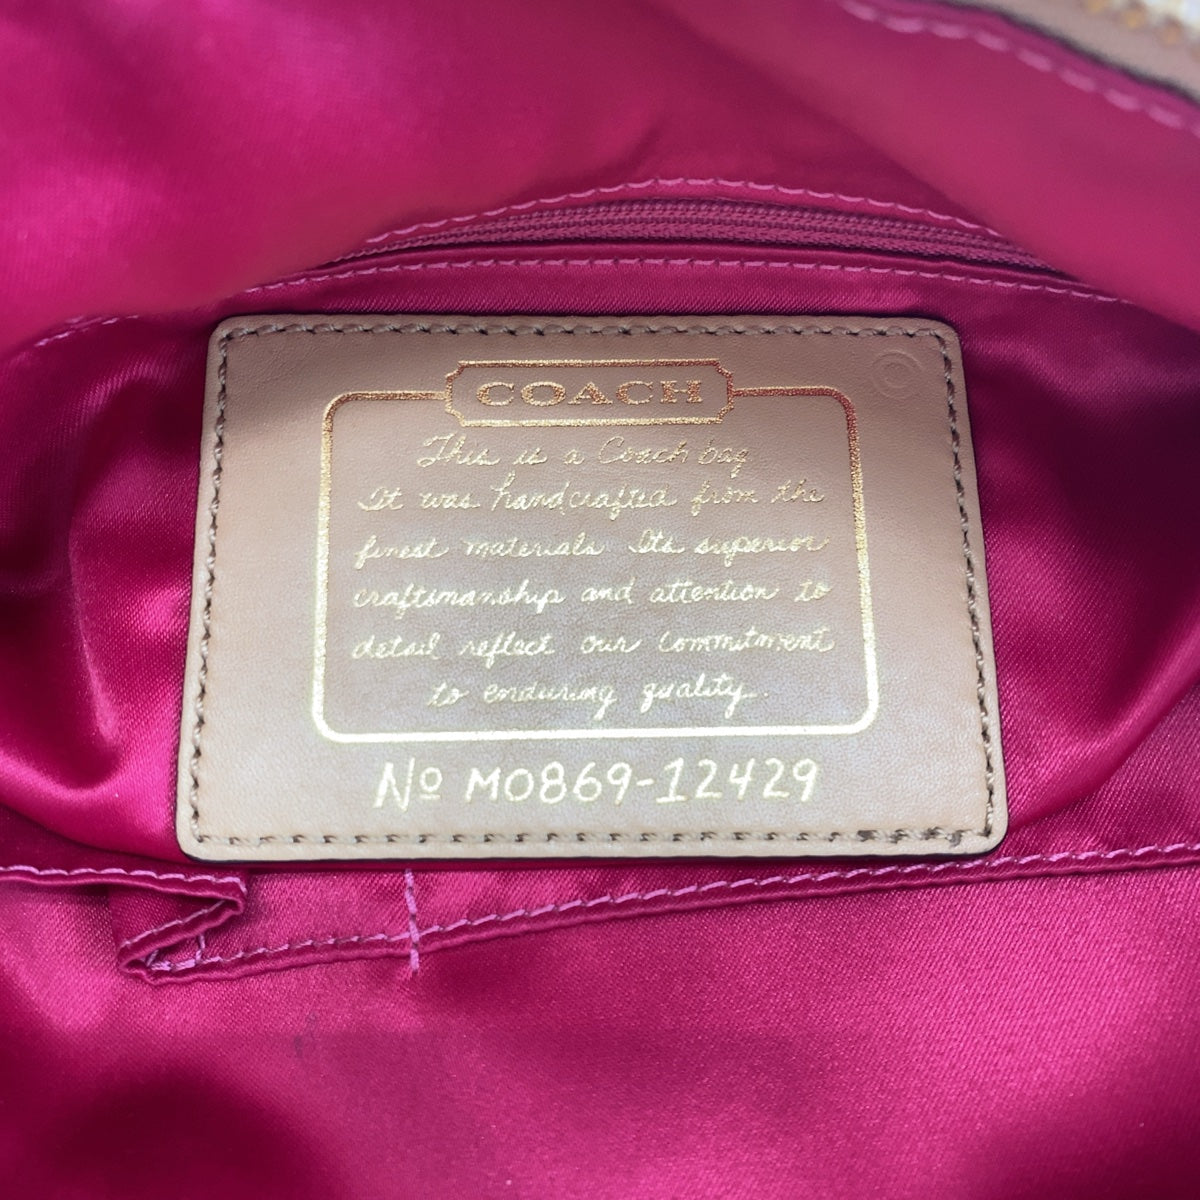 COACH
This is a Coach bag
It was handcrafted from the
finest materials Its superior
craftsmanship and attention to
detail reflect our commitment
to enduring quality.
No M0869-12429